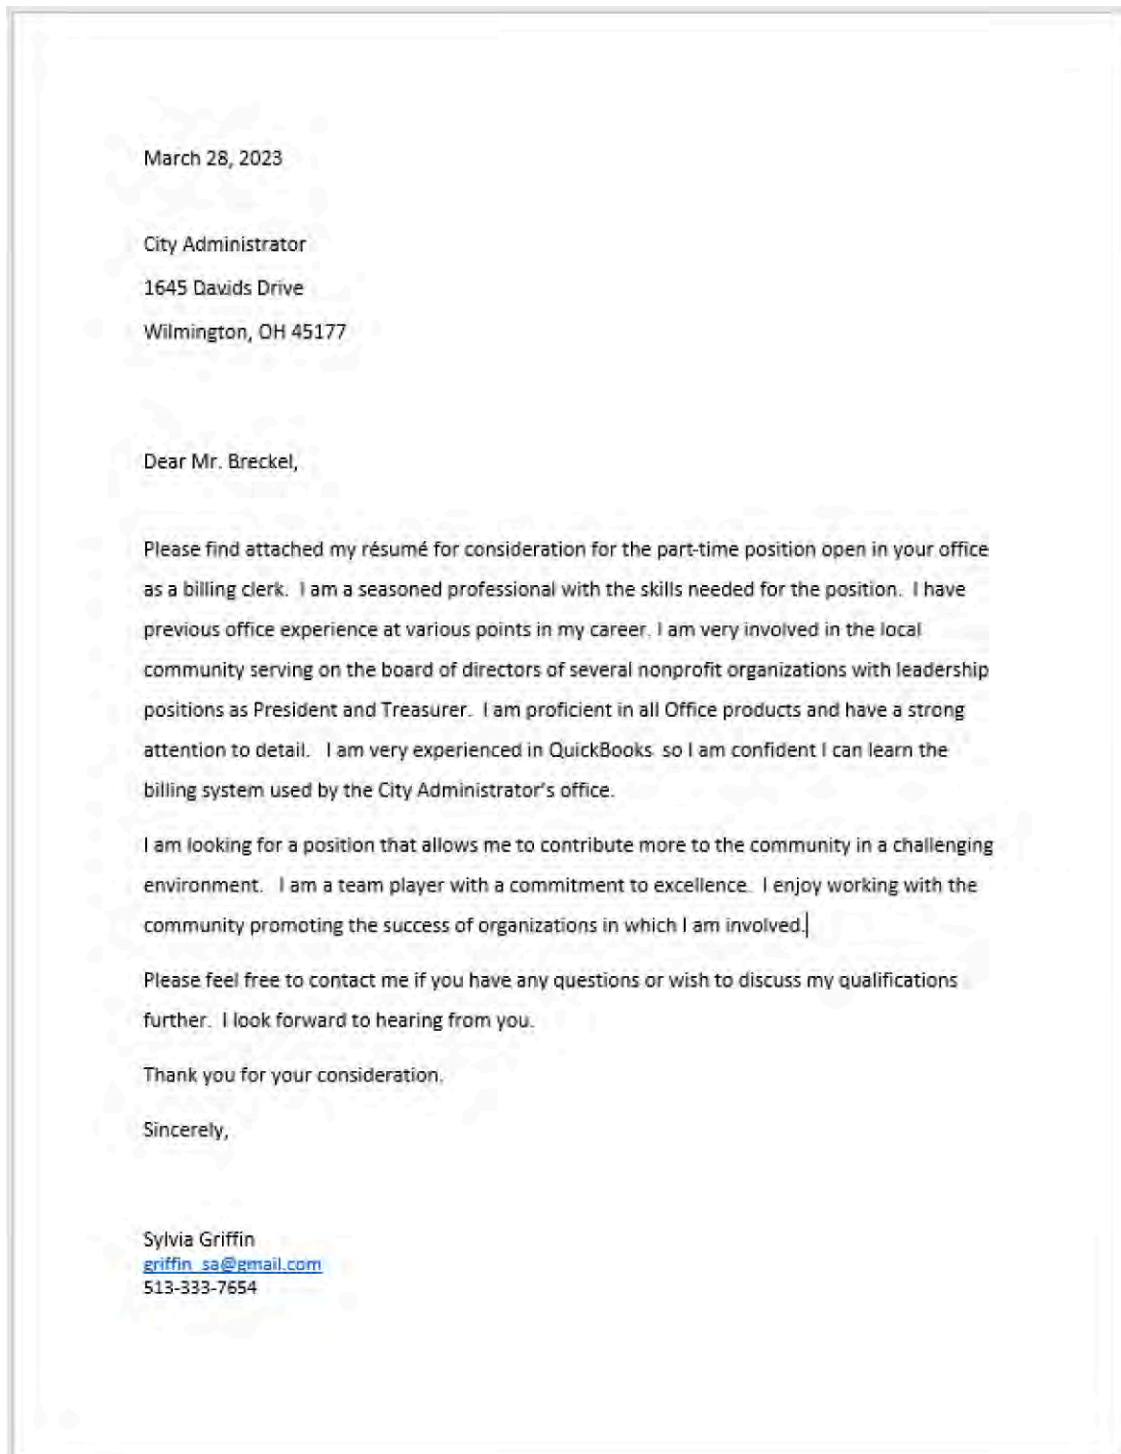 March 28, 2023
City Administrator
1645 Davids Drive
Wilmington, OH 45177
Dear Mr. Breckel,
Please find attached my résumé for consideration for the part-time position open in your office
as a billing clerk.  I am a seasoned professional with the skills needed for the position.  I have
previous office experience at various points in my career. I am very involved in the local
community serving on the board of directors of several nonprofit organizations with leadership
positions as President and Treasurer.  I am proficient in all Office products and have a strong
attention to detail.   I am very experienced in QuickBooks  so I am confident I can learn the
billing system used by the City Administrator's office.
I am looking for a position that allows me to contribute more to the community in a challenging
environment.   I am a team player with a commitment to excellence.  I enjoy working with the
community promoting the success of organizations in which I am involved.
Please feel free to contact me if you have any questions or wish to discuss my qualifications
further.  I look forward to hearing from you.
Thank you for your consideration.
Sincerely,
Sylvia Griffin
griffin_sa@gmail.com
513-333-7654